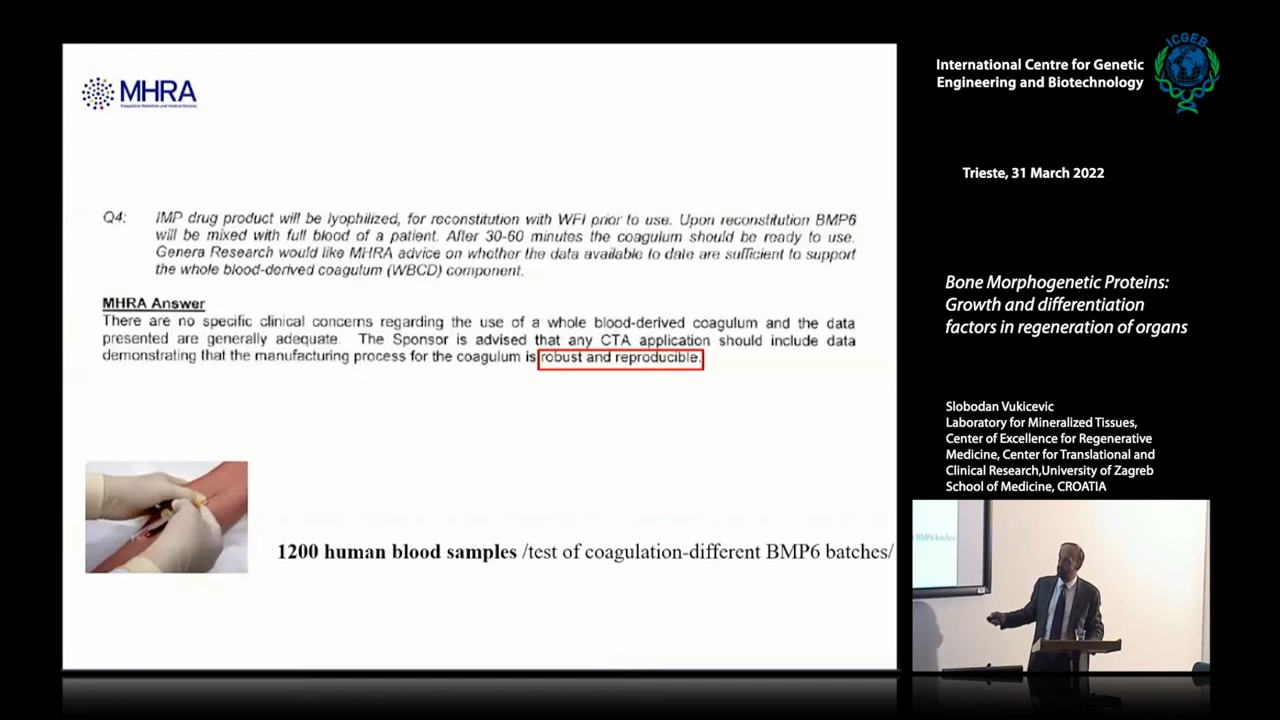 MHRA
Q4: IMP drug product will be lyophilized, for reconstitution with WFI prior to use. Upon reconstitution BMP6
will be mixed with full blood of a patient. After 30-60 minutes the coagulum should be ready to use.
Genera Research would like MHRA advice on whether the data available to date are sufficient to support
the whole blood-derived coagulum (WBCD) component.
MHRA Answer
There are no specific clinical concerns regarding the use of a whole blood-derived coagulum and the data
presented are generally adequate. The Sponsor is advised that any CTA application should include data
demonstrating that the manufacturing process for the coagulum is robust and reproducible.
1200 human blood samples /test of coagulation-different BMP6 batches/
International Centre for Genetic
Engineering and Biotechnology
ICGEB
Trieste, 31 March 2022
Bone Morphogenetic Proteins:
Growth and differentiation
factors in regeneration of organs
Slobodan Vukicevic
Laboratory for Mineralized Tissues,
Center of Excellence for Regenerative
Medicine, Center for Translational and
Clinical Research,University of Zagreb
School of Medicine, CROATIA
BMP6 batches/